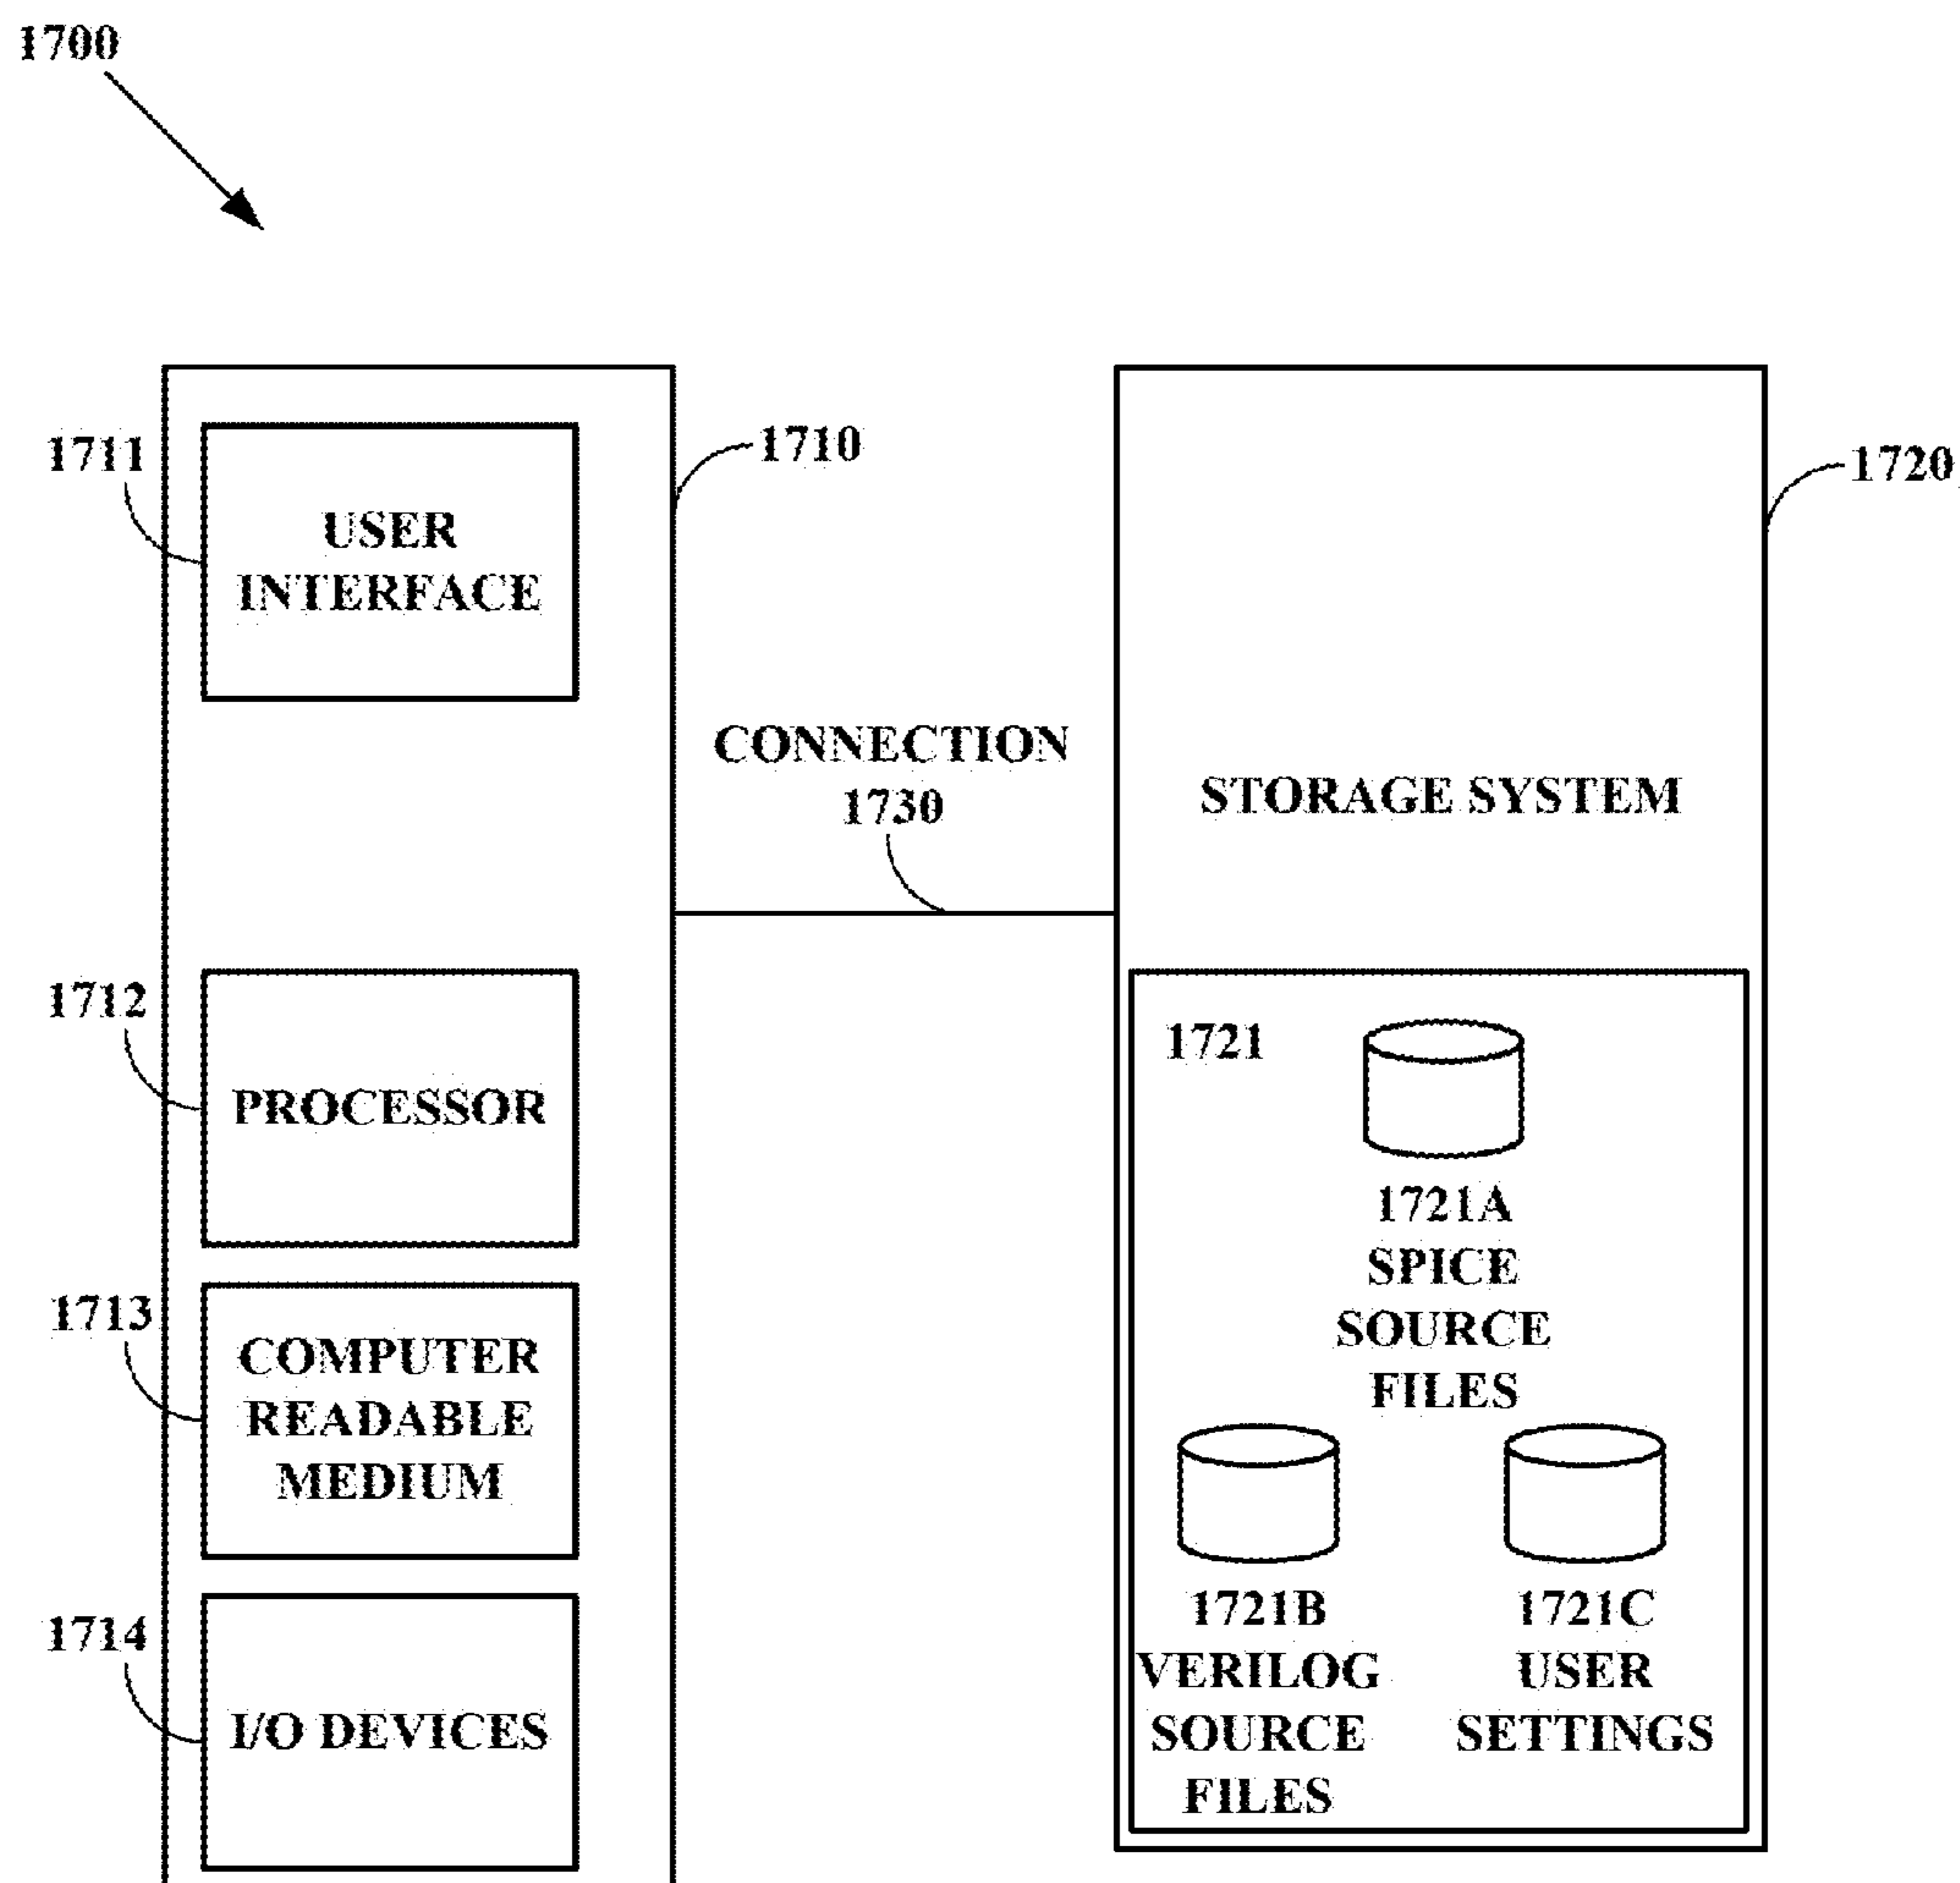 1700
1710
1711
USER
INTERFACE
1712
PROCESSOR
1713
COMPUTER
READABLE
MEDIUM
1714
I/O DEVICES
CONNECTION
1730
1720
STORAGE SYSTEM
1721
1721A
SPICE
SOURCE
FILES
1721B
VERILOG
SOURCE
FILES
1721C
USER
SETTINGS